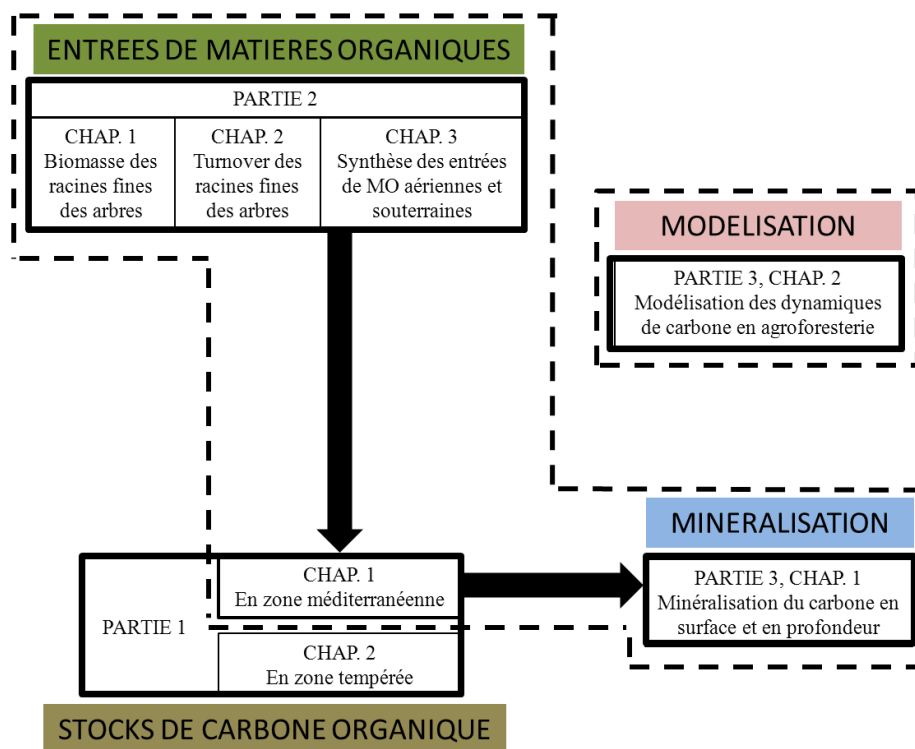 ENTREES DE MATIERES ORGANIQUES
PARTIE 2
CHAP. 1
Biomasse des
racines fines
des arbres
CHAP. 2
Turnover des
racines fines
des arbres
CHAP. 3
Synthèse des entrées
de MO aériennes et
souterraines
MODELISATION
PARTIE 3, CHAP. 2
Modélisation des dynamiques
de carbone en agroforesterie
MINERALISATION
PARTIE 3, CHAP. 1
Minéralisation du carbone en
surface et en profondeur
PARTIE 1
CHAP. 1
En zone méditerranéenne
CHAP. 2
En zone tempérée
STOCKS DE CARBONE ORGANIQUE